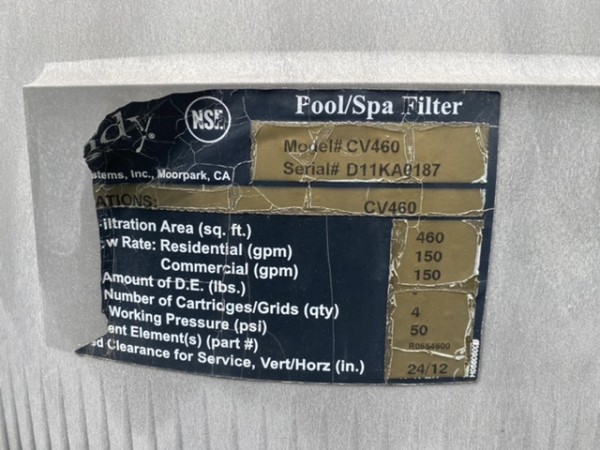 Pool/Spa Filter
ndy.
NSF.
Model# CV460
Serial# D11KA0187
stems, Inc., Moorpark, CA
ATIONS:
CV460
iltration Area (sq. ft.) 460
w Rate: Residential (gpm) 150
Commercial (gpm) 150
Amount of D.E. (lbs.) -
Number of Cartridges/Grids (qty) 4
Working Pressure (psi) 50
ent Element(s) (part #) R0554600
d Clearance for Service, Vert/Horz (in.) 24/12